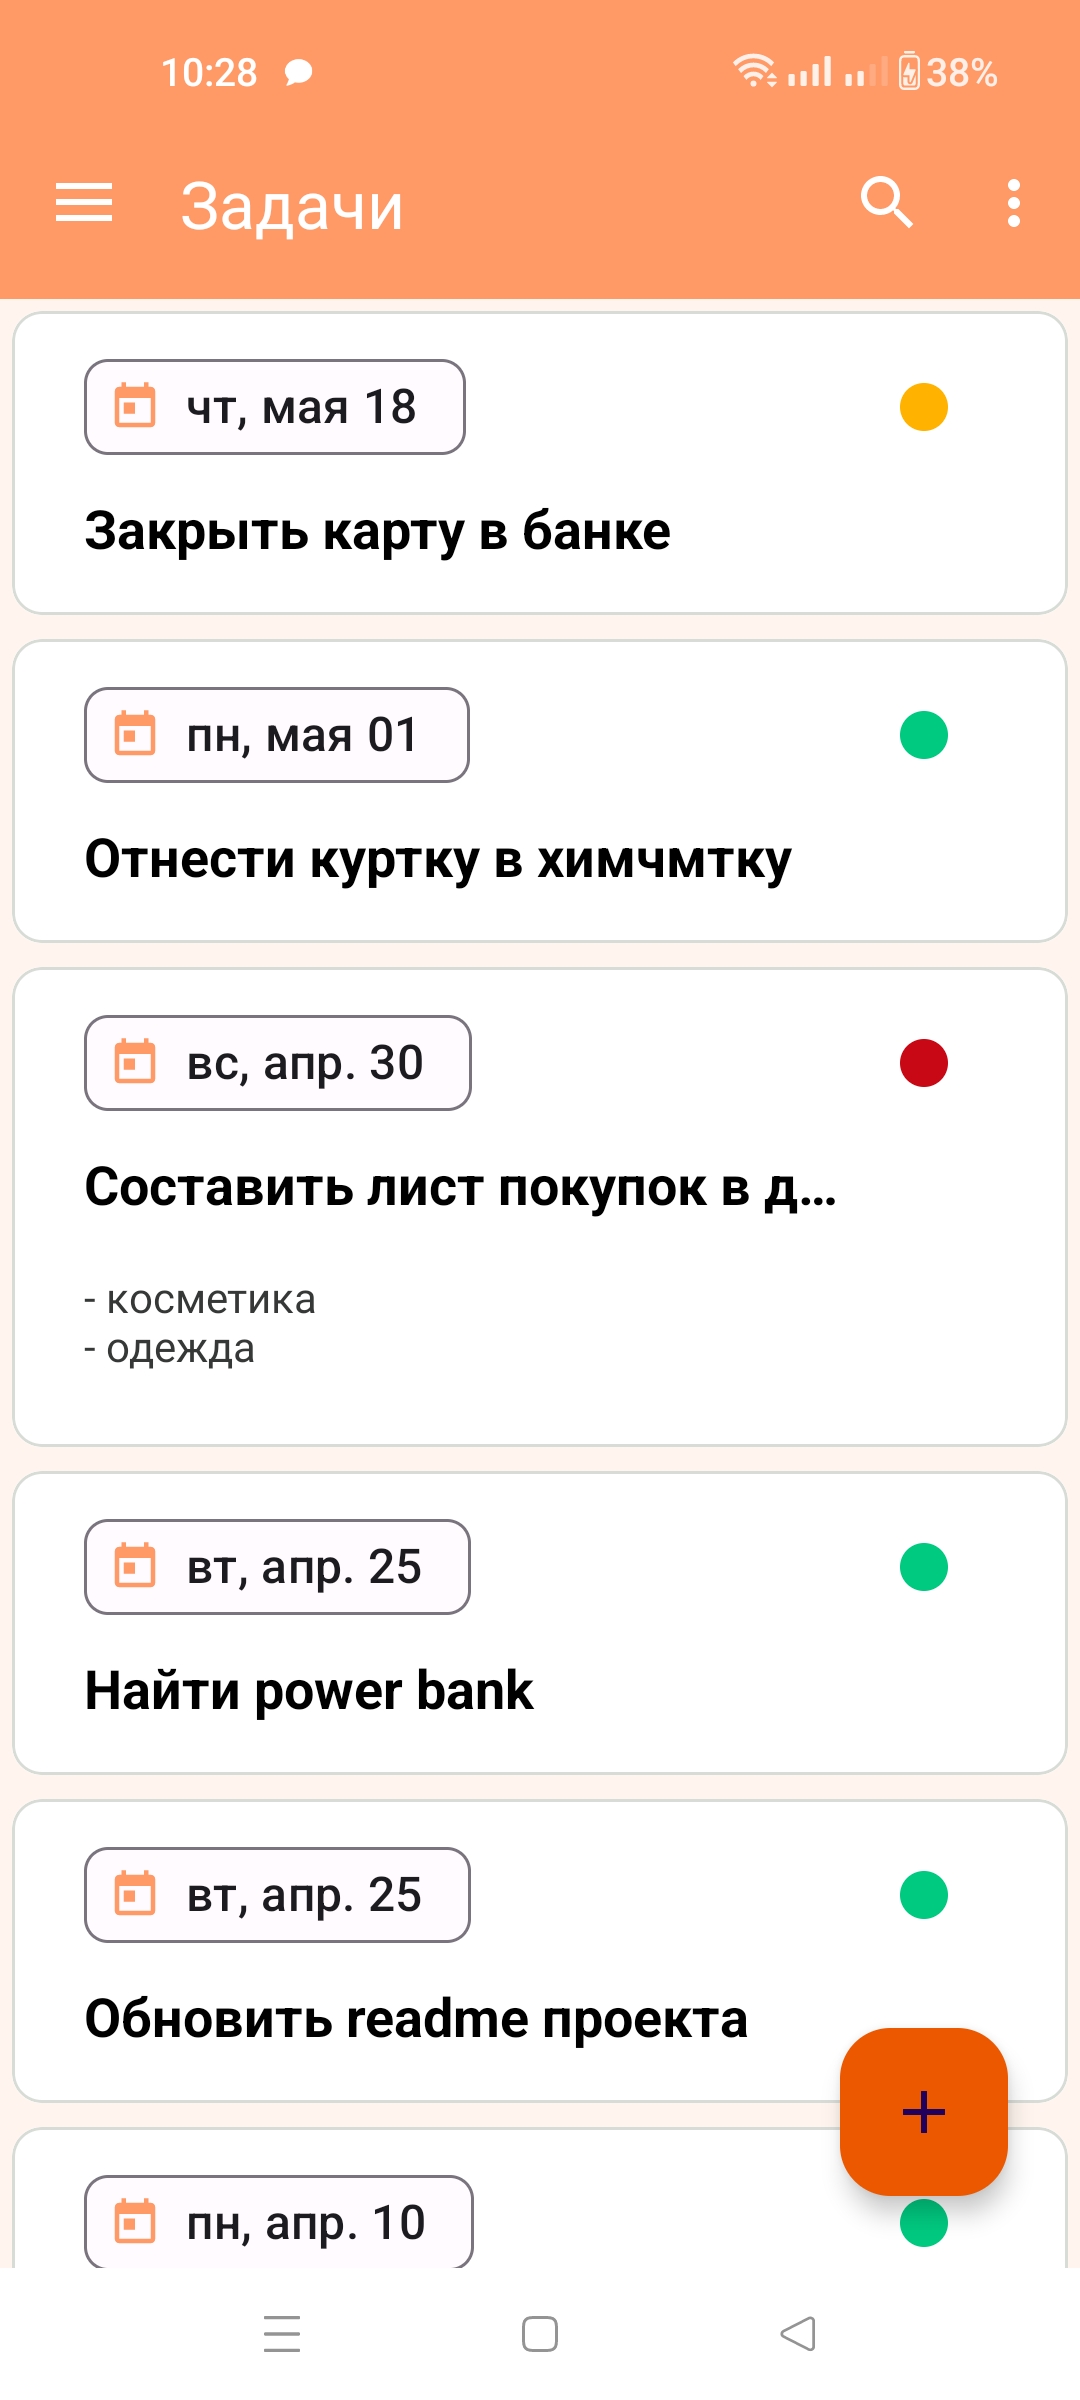 10:28
38%
Задачи
чт, мая 18
Закрыть карту в банке
пн, мая 01
Отнести куртку в химчмтку
вс, апр. 30
Составить лист покупок в д...
- косметика
- одежда
вт, апр. 25
Найти power bank
вт, апр. 25
Обновить readme проекта
пн, апр. 10